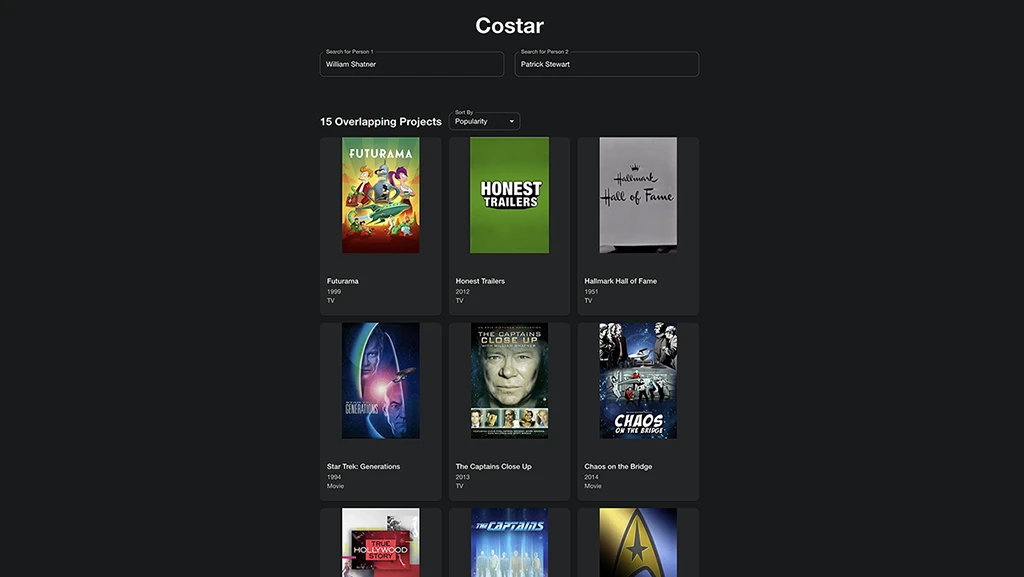 Costar
Search for Person 1
William Shatner
Search for Person 2
Patrick Stewart
15 Overlapping Projects
Sort By
Popularity
FUTURAMA
HONEST
TRAILERS
Hallmark
Hall of Fame
Futurama
1999
TV
Honest Trailers
2012
TV
Hallmark Hall of Fame
1951
TV
GENERATIONS
THE CAPTAINS
CLOSE UP
WITH WILLIAM SHATNER
CHAOS
ON THE BRIDGE
Star Trek: Generations
1994
Movie
The Captains Close Up
2013
TV
Chaos on the Bridge
2014
Movie
TRUE
HOLLYWOOD
STORY
THE CAPTAINS